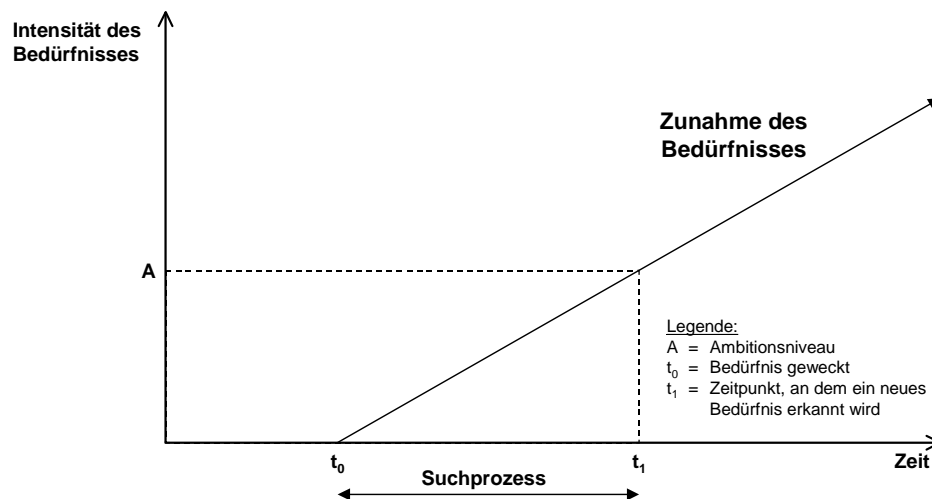 Intensität des
Bedürfnisses
Zunahme des
Bedürfnisses
A
Legende:
A = Ambitionsniveau
t₀ = Bedürfnis geweckt
t₁ = Zeitpunkt, an dem ein neues
Bedürfnis erkannt wird
t₀
t₁
Zeit
Suchprozess